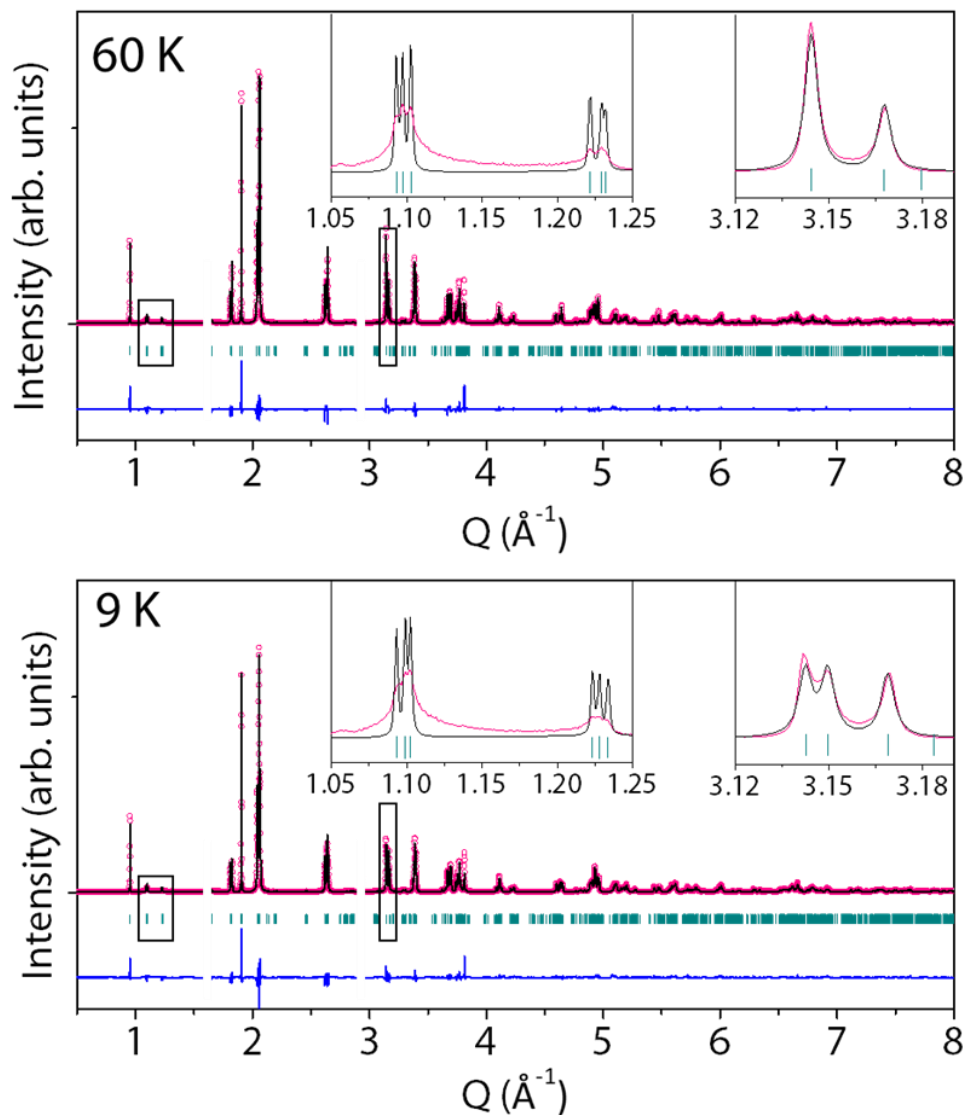 60 K
Intensity (arb. units)
1.05 1.10 1.15 1.20 1.25
3.12 3.15 3.18
1 2 3 4 5 6 7 8
Q (Å-1)
9 K
Intensity (arb. units)
1.05 1.10 1.15 1.20 1.25
3.12 3.15 3.18
1 2 3 4 5 6 7 8
Q (Å-1)